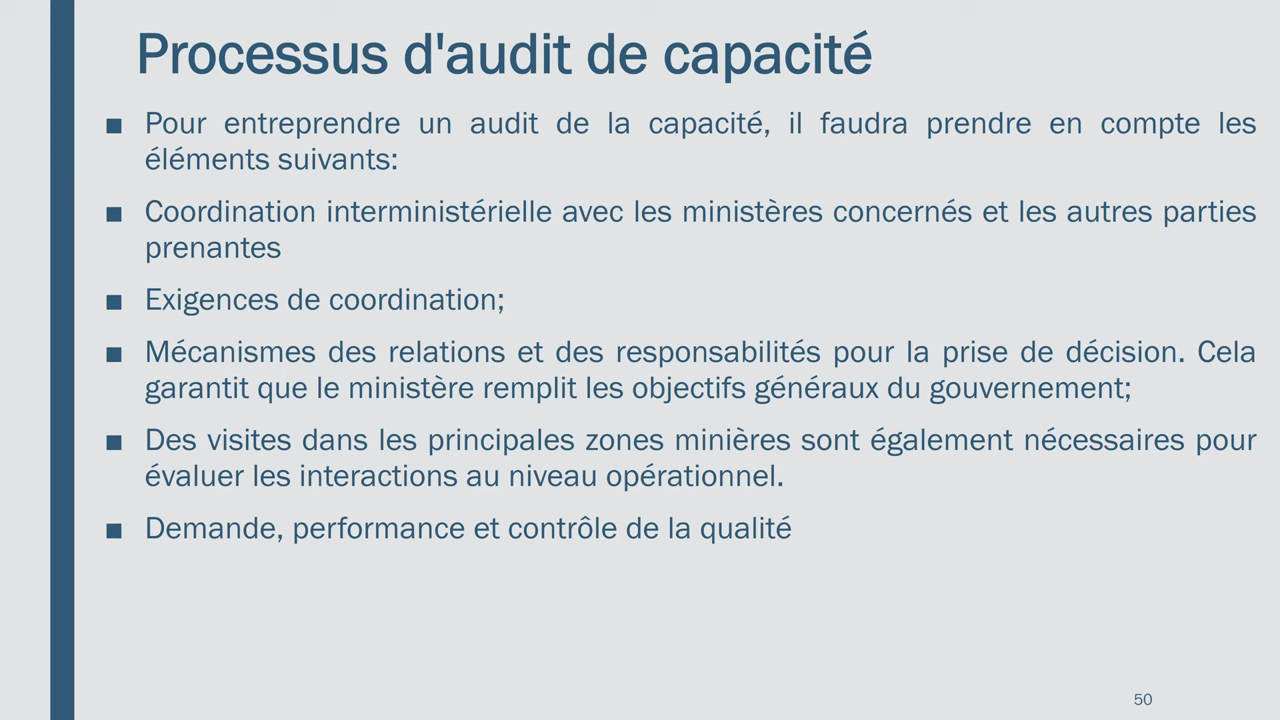 Processus d'audit de capacité
■ Pour entreprendre un audit de la capacité, il faudra prendre en compte les
éléments suivants:
■ Coordination interministérielle avec les ministères concernés et les autres parties
prenantes
■ Exigences de coordination;
■ Mécanismes des relations et des responsabilités pour la prise de décision. Cela
garantit que le ministère remplit les objectifs généraux du gouvernement;
■ Des visites dans les principales zones minières sont également nécessaires pour
évaluer les interactions au niveau opérationnel.
■ Demande, performance et contrôle de la qualité
50